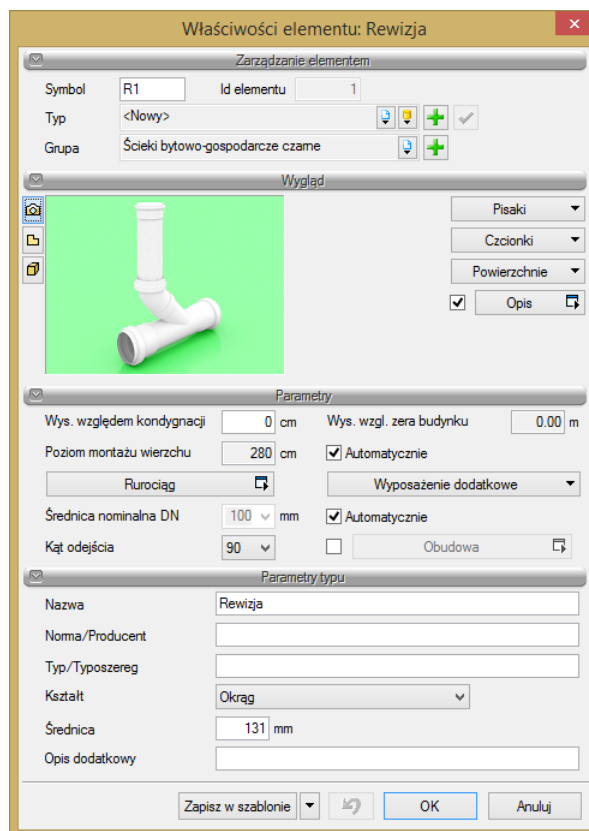 Właściwości elementu: Rewizja
Zarządzanie elementem
Symbol R1 Id elementu 1
Typ <Nowy>
Grupa Ścieki bytowo-gospodarcze czarne
Wygląd
Pisaki
Czcionki
Powierzchnie
Opis
Parametry
Wys. względem kondygnacji 0 cm Wys. wzgl. zera budynku 0.00 m
Poziom montażu wierzchu 280 cm Automatycznie
Rurociąg Wyposażenie dodatkowe
Średnica nominalna DN 100 mm Automatycznie
Kąt odejścia 90 Obudowa
Parametry typu
Nazwa Rewizja
Norma/Producent
Typ/Typoszereg
Kształt Okrąg
Średnica 131 mm
Opis dodatkowy
Zapisz w szablonie OK Anuluj